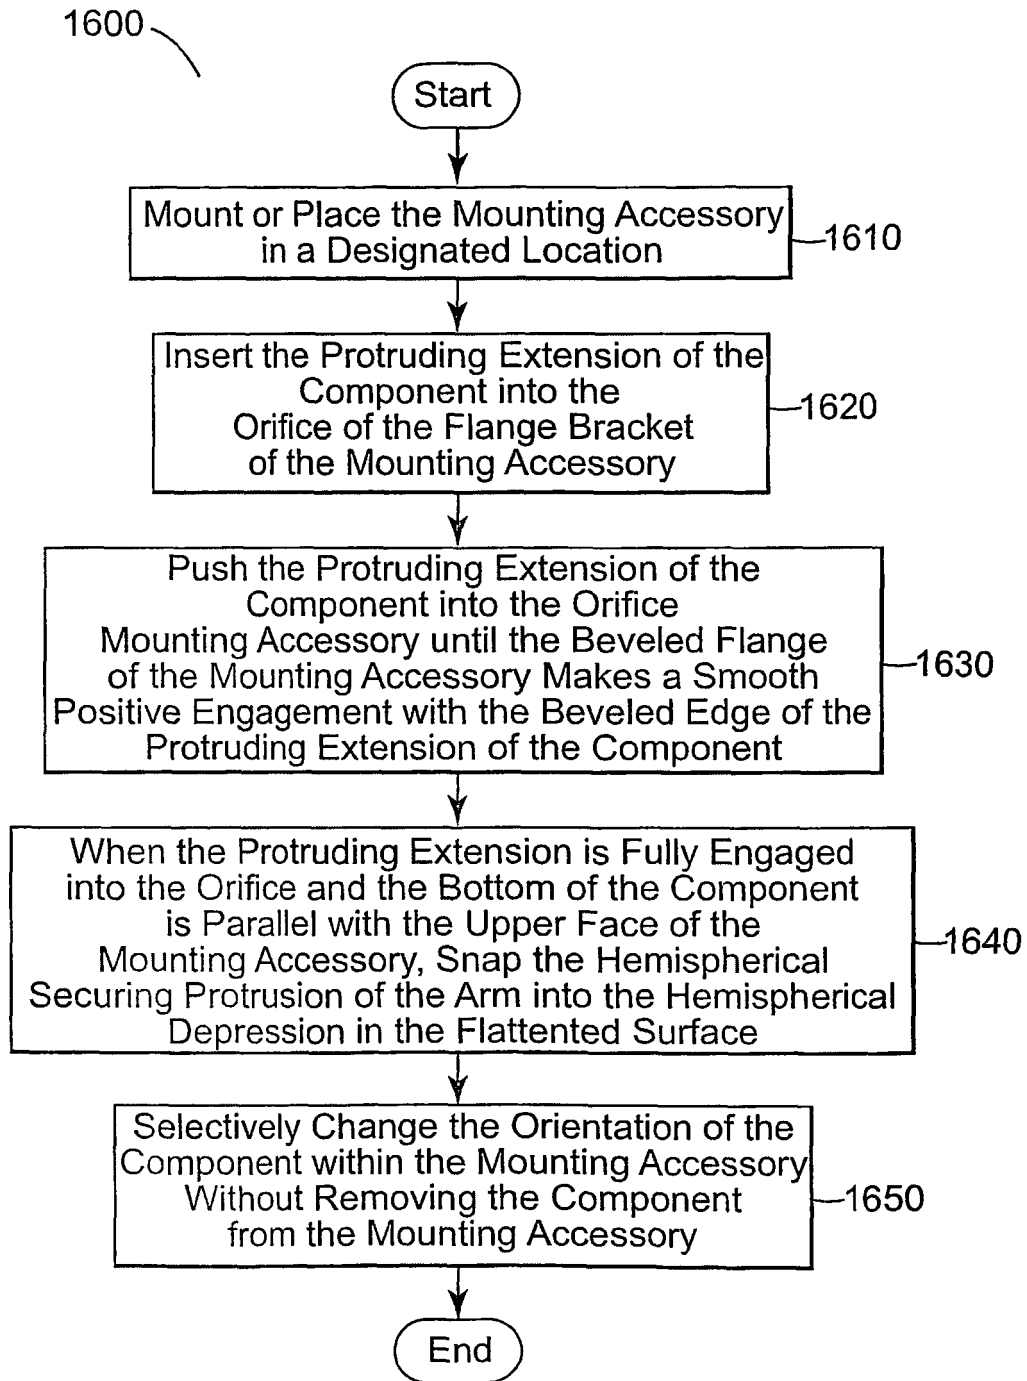 1600
Start
Mount or Place the Mounting Accessory
in a Designated Location
1610
Insert the Protruding Extension of the
Component into the
Orifice of the Flange Bracket
of the Mounting Accessory
1620
Push the Protruding Extension of the
Component into the Orifice
Mounting Accessory until the Beveled Flange
of the Mounting Accessory Makes a Smooth
Positive Engagement with the Beveled Edge of the
Protruding Extension of the Component
1630
When the Protruding Extension is Fully Engaged
into the Orifice and the Bottom of the Component
is Parallel with the Upper Face of the
Mounting Accessory, Snap the Hemispherical
Securing Protrusion of the Arm into the Hemispherical
Depression in the Flattented Surface
1640
Selectively Change the Orientation of the
Component within the Mounting Accessory
Without Removing the Component
from the Mounting Accessory
1650
End